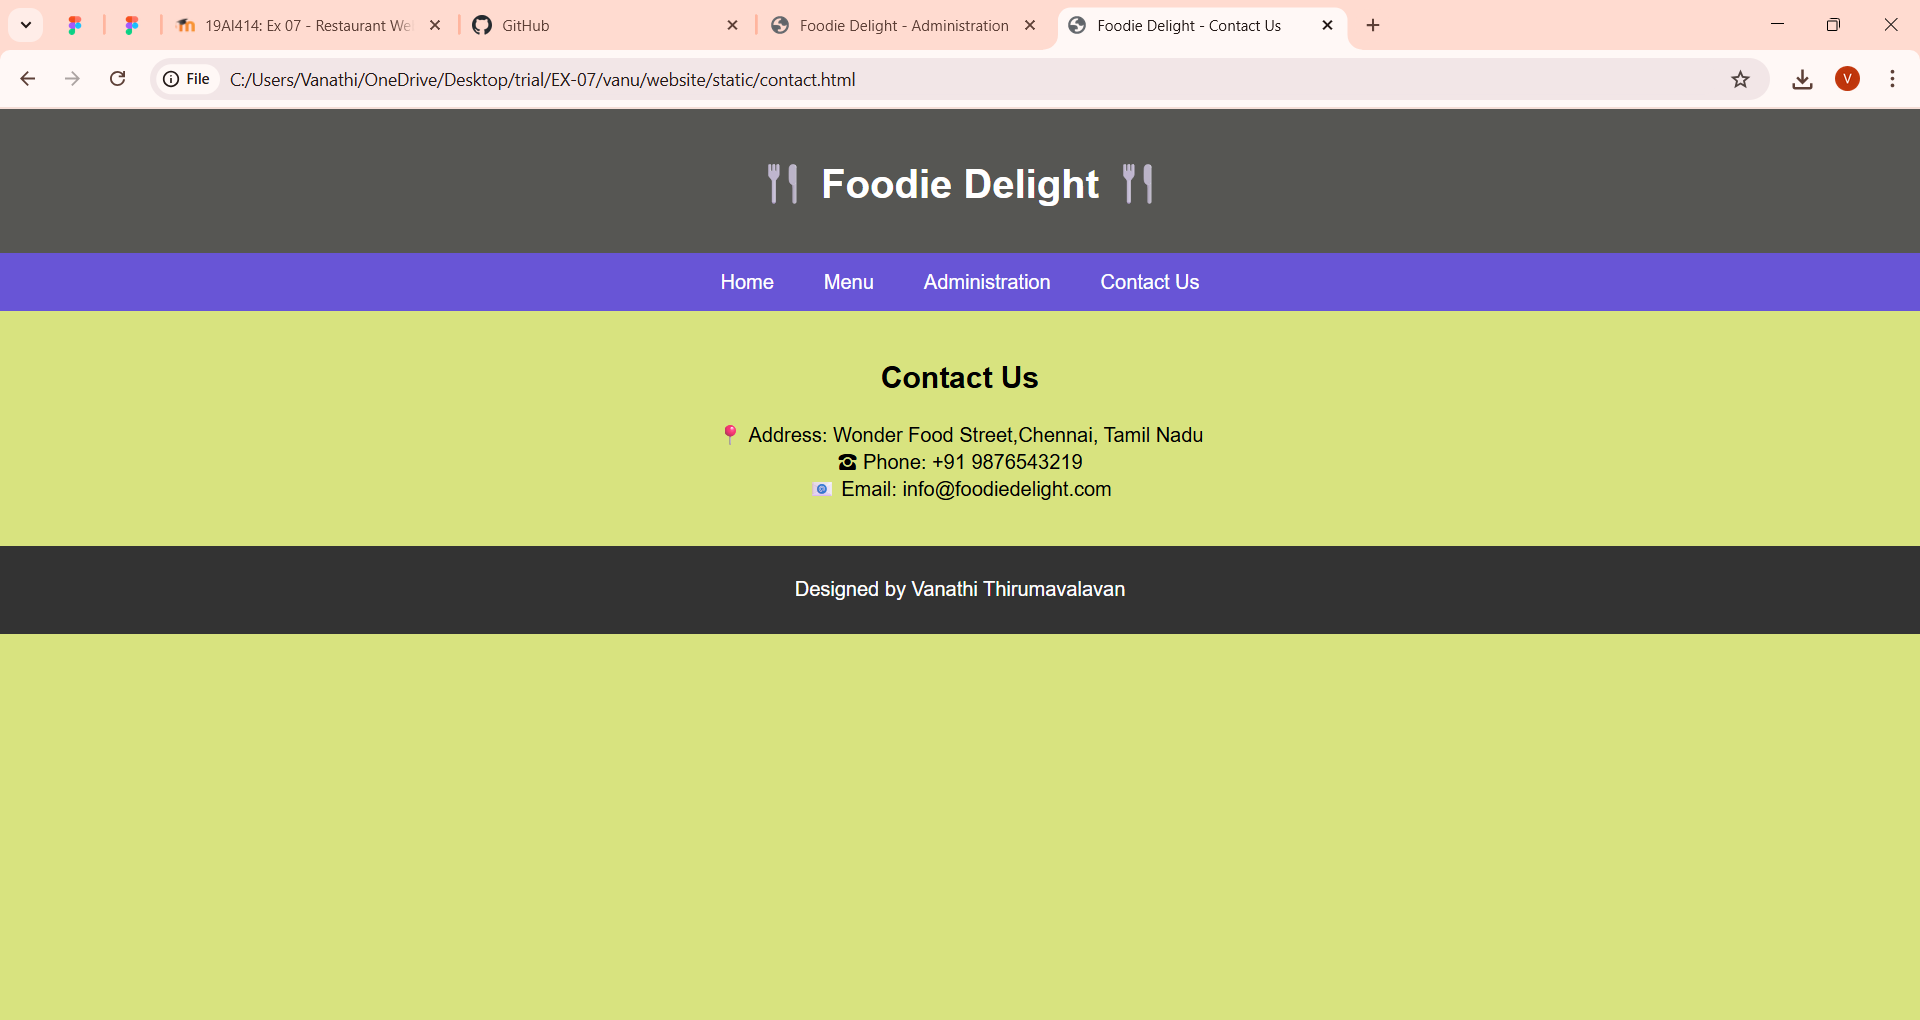 19AI414: Ex 07 - Restaurant We
GitHub
Foodie Delight - Administration
Foodie Delight - Contact Us
File
C:/Users/Vanathi/OneDrive/Desktop/trial/EX-07/vanu/website/static/contact.html
V
🍴 Foodie Delight 🍴
Home Menu Administration Contact Us
Contact Us
📍 Address: Wonder Food Street,Chennai, Tamil Nadu
☎ Phone: +91 9876543219
📧 Email: info@foodiedelight.com
Designed by Vanathi Thirumavalavan